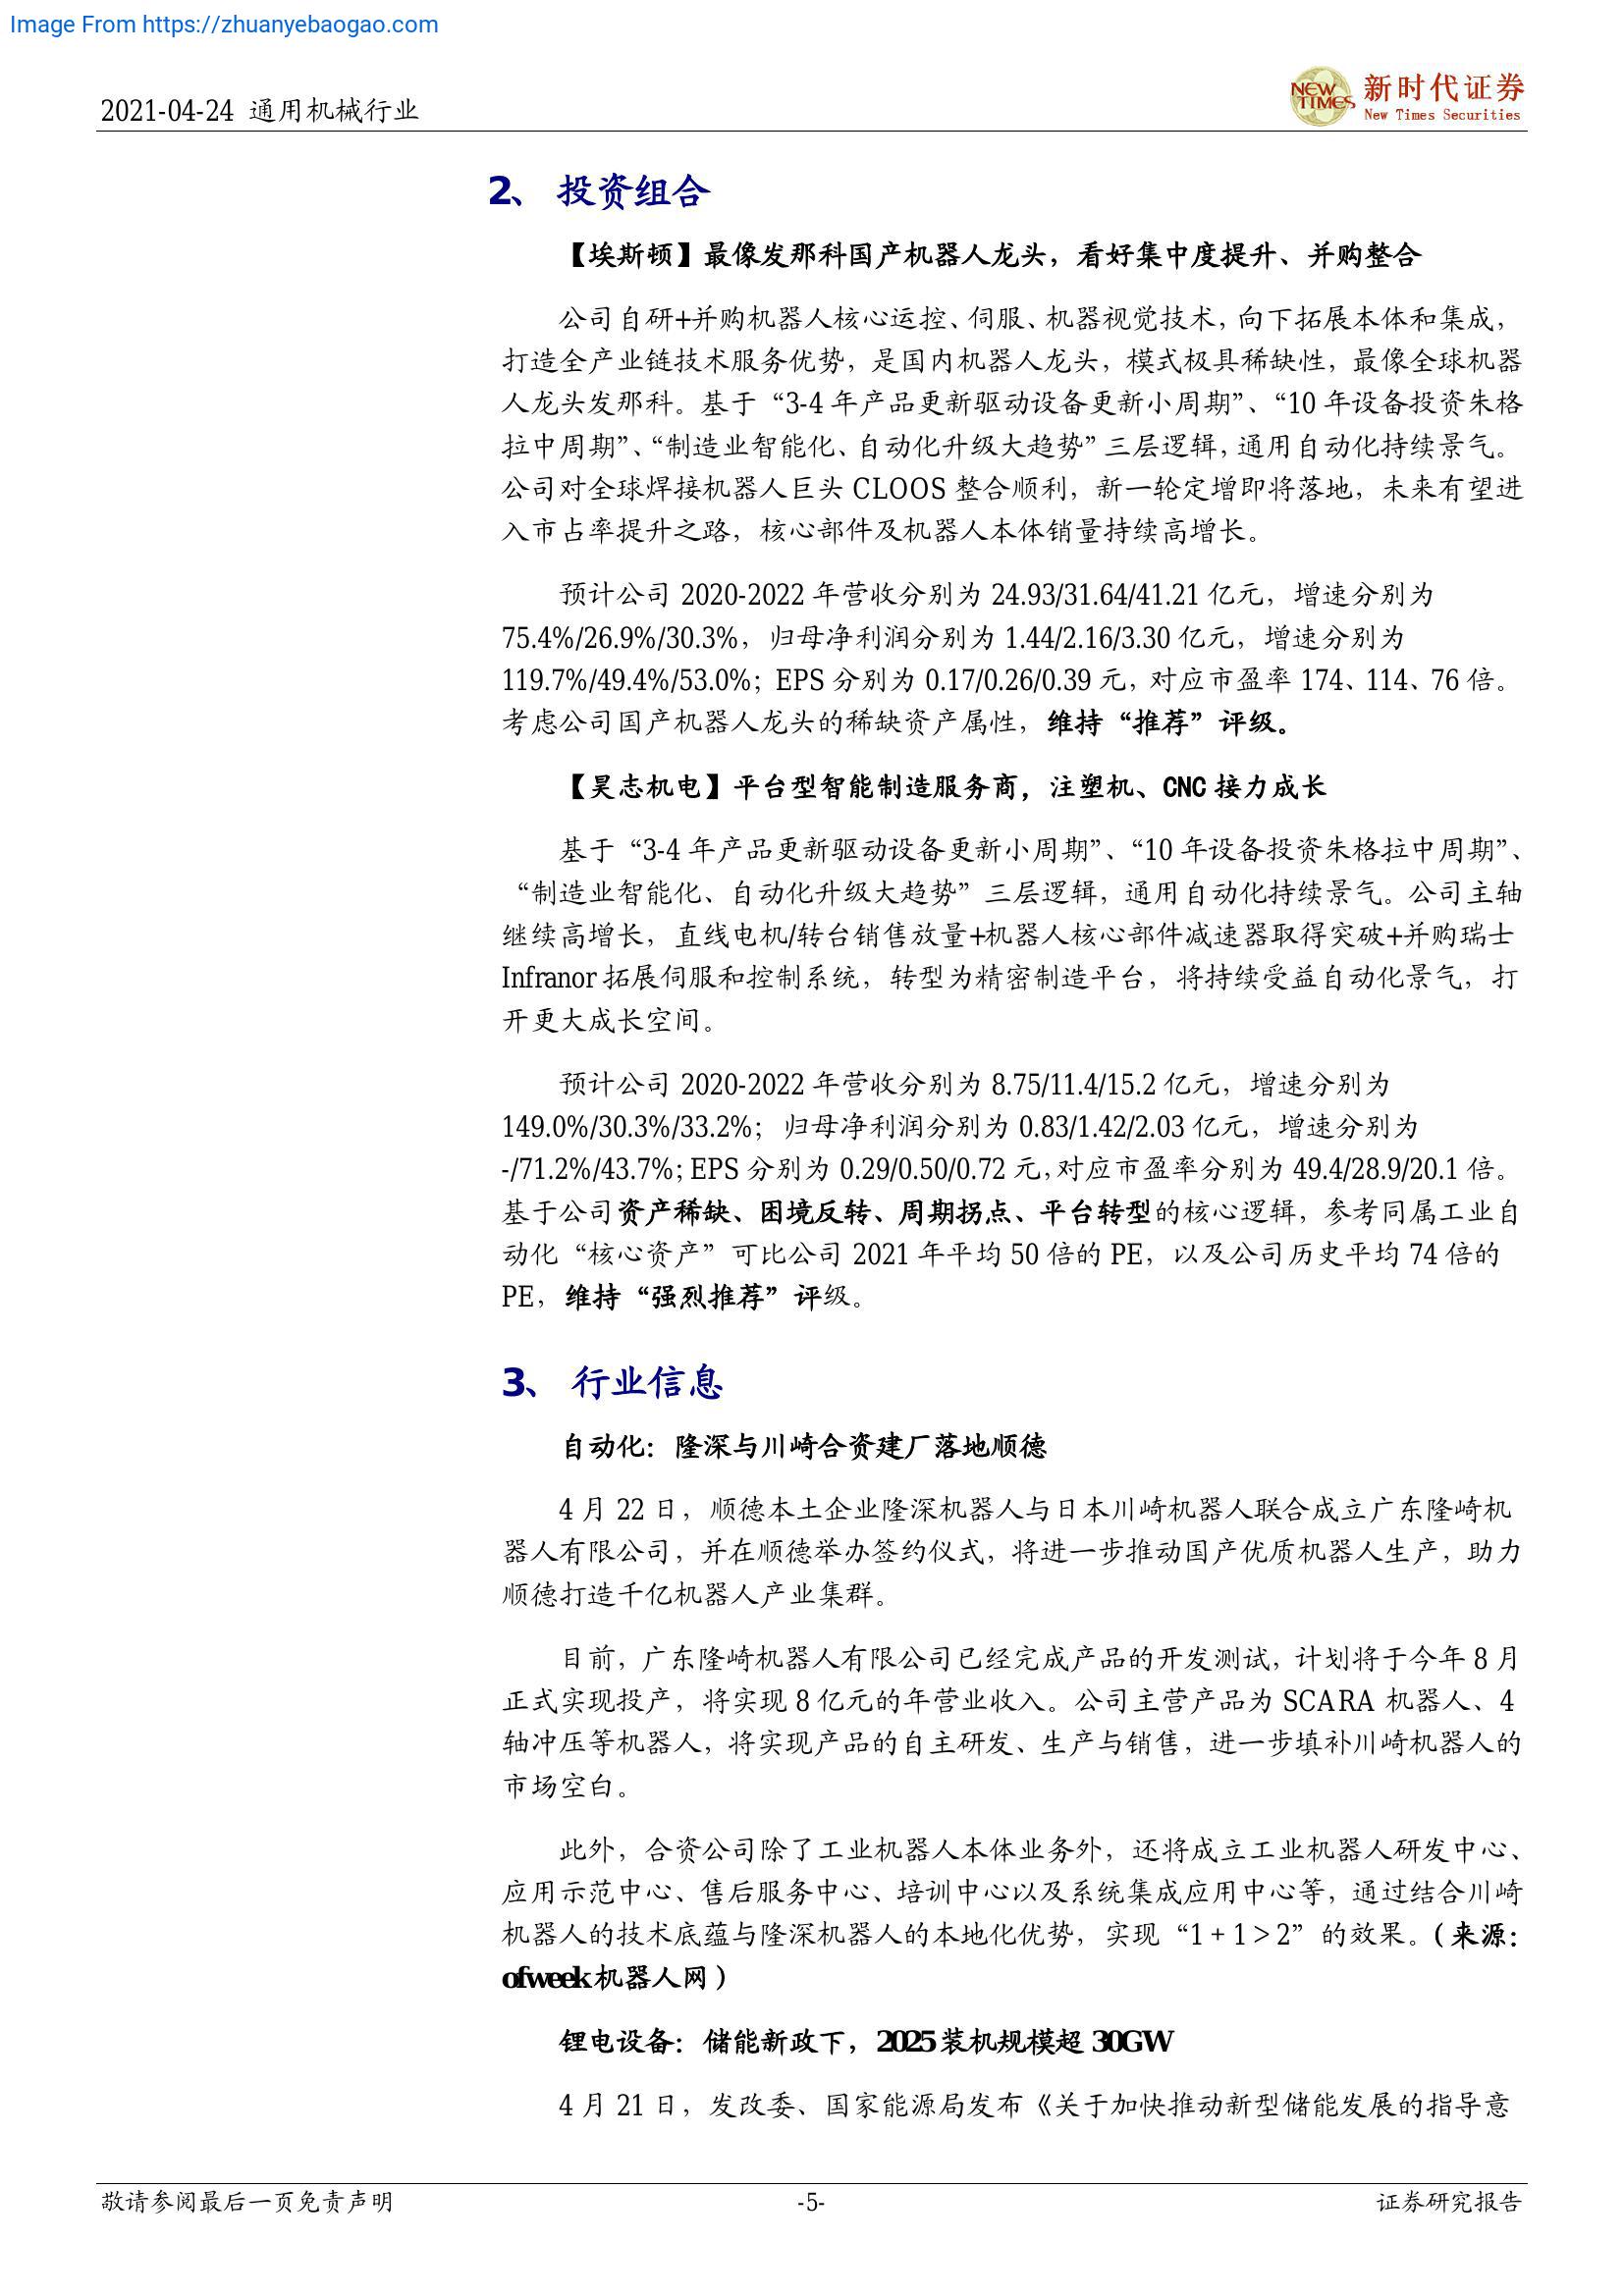 Image From https://zhuanyebaogao.com
2021-04-24 通用机械行业
NEW TIMES
新时代证券
New Times Securities
2、 投资组合
【埃斯顿】最像发那科国产机器人龙头，看好集中度提升、并购整合
公司自研+并购机器人核心运控、伺服、机器视觉技术，向下拓展本体和集成，
打造全产业链技术服务优势，是国内机器人龙头，模式极具稀缺性，最像全球机器
人龙头发那科。基于“3-4 年产品更新驱动设备更新小周期”、“10 年设备投资朱格
拉中周期”、“制造业智能化、自动化升级大趋势”三层逻辑，通用自动化持续景气。
公司对全球焊接机器人巨头 CLOOS 整合顺利，新一轮定增即将落地，未来有望进
入市占率提升之路，核心部件及机器人本体销量持续高增长。
预计公司 2020-2022 年营收分别为 24.93/31.64/41.21 亿元，增速分别为
75.4%/26.9%/30.3%，归母净利润分别为 1.44/2.16/3.30 亿元，增速分别为
119.7%/49.4%/53.0%；EPS 分别为 0.17/0.26/0.39 元，对应市盈率 174、114、76 倍。
考虑公司国产机器人龙头的稀缺资产属性，维持“推荐”评级。
【昊志机电】平台型智能制造服务商，注塑机、CNC 接力成长
基于“3-4 年产品更新驱动设备更新小周期”、“10 年设备投资朱格拉中周期”、
“制造业智能化、自动化升级大趋势”三层逻辑，通用自动化持续景气。公司主轴
继续高增长，直线电机/转台销售放量+机器人核心部件减速器取得突破+并购瑞士
Infranor 拓展伺服和控制系统，转型为精密制造平台，将持续受益自动化景气，打
开更大成长空间。
预计公司 2020-2022 年营收分别为 8.75/11.4/15.2 亿元，增速分别为
149.0%/30.3%/33.2%；归母净利润分别为 0.83/1.42/2.03 亿元，增速分别为
-/71.2%/43.7%；EPS 分别为 0.29/0.50/0.72 元，对应市盈率分别为 49.4/28.9/20.1 倍。
基于公司资产稀缺、困境反转、周期拐点、平台转型的核心逻辑，参考同属工业自
动化“核心资产”可比公司 2021 年平均 50 倍的 PE，以及公司历史平均 74 倍的
PE，维持“强烈推荐”评级。
3、 行业信息
自动化：隆深与川崎合资建厂落地顺德
4 月 22 日，顺德本土企业隆深机器人与日本川崎机器人联合成立广东隆崎机
器人有限公司，并在顺德举办签约仪式，将进一步推动国产优质机器人生产，助力
顺德打造千亿机器人产业集群。
目前，广东隆崎机器人有限公司已经完成产品的开发测试，计划将于今年 8 月
正式实现投产，将实现 8 亿元的年营业收入。公司主营产品为 SCARA 机器人、4
轴冲压等机器人，将实现产品的自主研发、生产与销售，进一步填补川崎机器人的
市场空白。
此外，合资公司除了工业机器人本体业务外，还将成立工业机器人研发中心、
应用示范中心、售后服务中心、培训中心以及系统集成应用中心等，通过结合川崎
机器人的技术底蕴与隆深机器人的本地化优势，实现“1 + 1 > 2”的效果。（来源：
ofweek 机器人网）
锂电设备：储能新政下，2025 装机规模超 30GW
4 月 21 日，发改委、国家能源局发布《关于加快推动新型储能发展的指导意
敬请参阅最后一页免责声明
-5-
证券研究报告